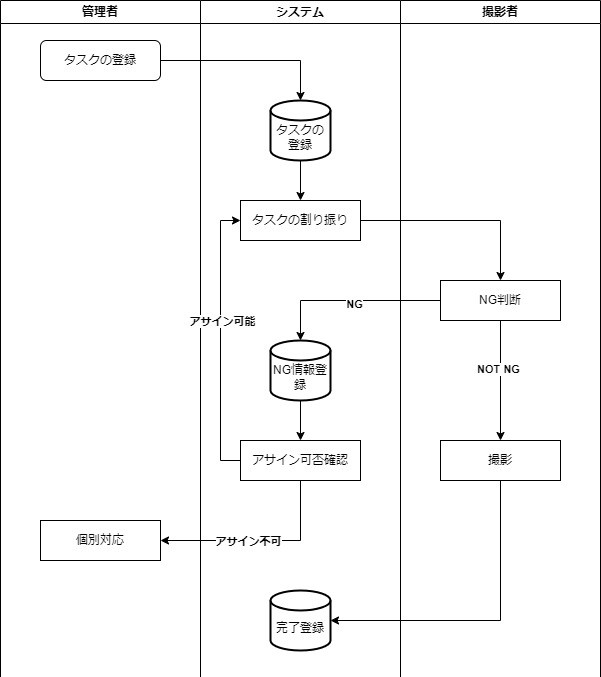 管理者
システム
撮影者
タスクの登録
タスクの
登録
タスクの割り振り
NG判断
NG
アサイン可能
NG情報登
録
NOT NG
アサイン可否確認
撮影
個別対応
アサイン不可
完了登録